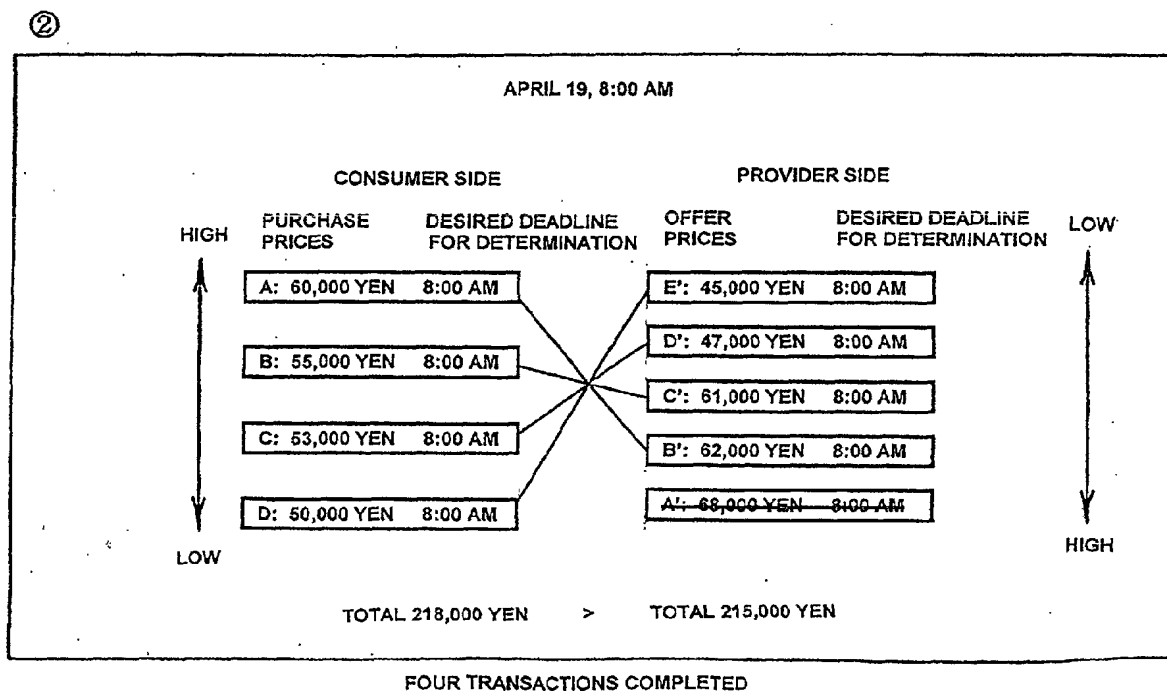 ②
APRIL 19, 8:00 AM
CONSUMER SIDE
PROVIDER SIDE
HIGH
PURCHASE PRICES
DESIRED DEADLINE FOR DETERMINATION
OFFER PRICES
DESIRED DEADLINE FOR DETERMINATION
LOW
A: 60,000 YEN 8:00 AM
B: 55,000 YEN 8:00 AM
C: 53,000 YEN 8:00 AM
D: 50,000 YEN 8:00 AM
E': 45,000 YEN 8:00 AM
D': 47,000 YEN 8:00 AM
C': 61,000 YEN 8:00 AM
B': 62,000 YEN 8:00 AM
A': 68,000 YEN 8:00 AM
LOW
HIGH
TOTAL 218,000 YEN > TOTAL 215,000 YEN
FOUR TRANSACTIONS COMPLETED